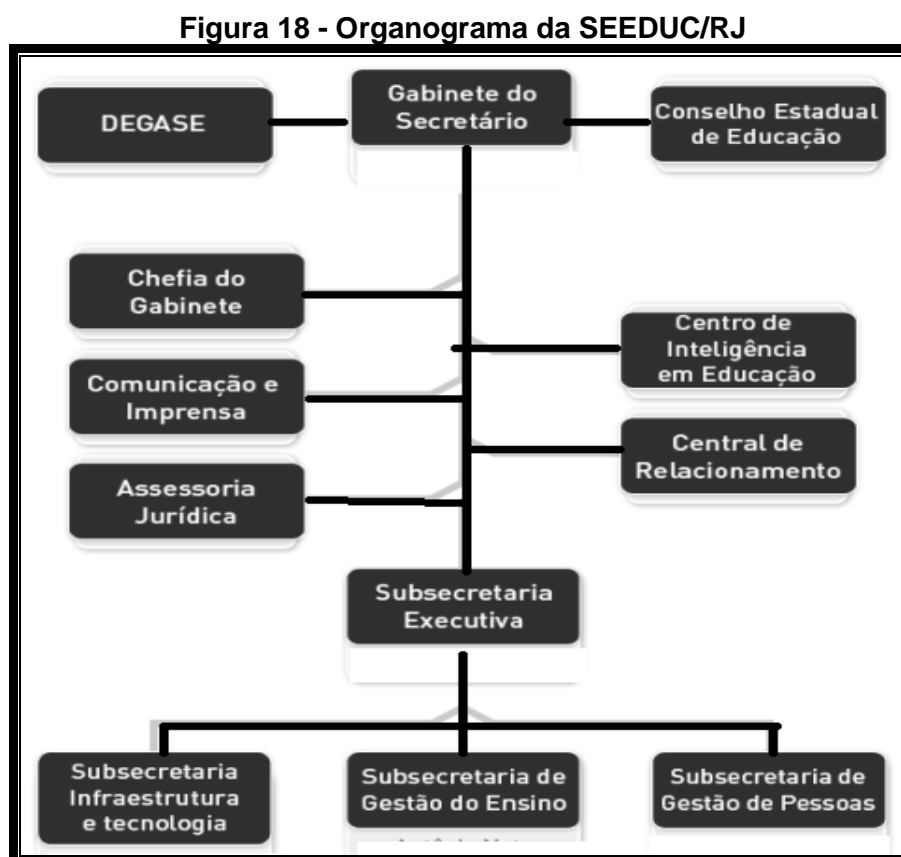 Figura 18 - Organograma da SEEDUC/RJ
DEGASE
Gabinete do
Secretário
Conselho Estadual
de Educação
Chefia do
Gabinete
Centro de
Inteligência
em Educação
Comunicação e
Imprensa
Central de
Relacionamento
Assessoria
Jurídica
Subsecretaria
Executiva
Subsecretaria
Infraestrutura
e tecnologia
Subsecretaria de
Gestão do Ensino
Subsecretaria de
Gestão de Pessoas